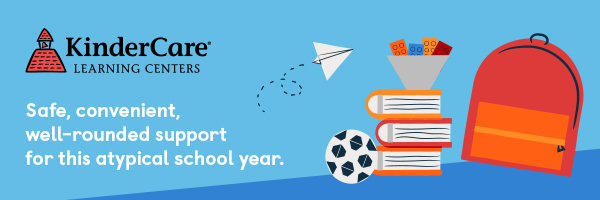 KinderCare®
LEARNING CENTERS
Safe, convenient,
well-rounded support
for this atypical school year.